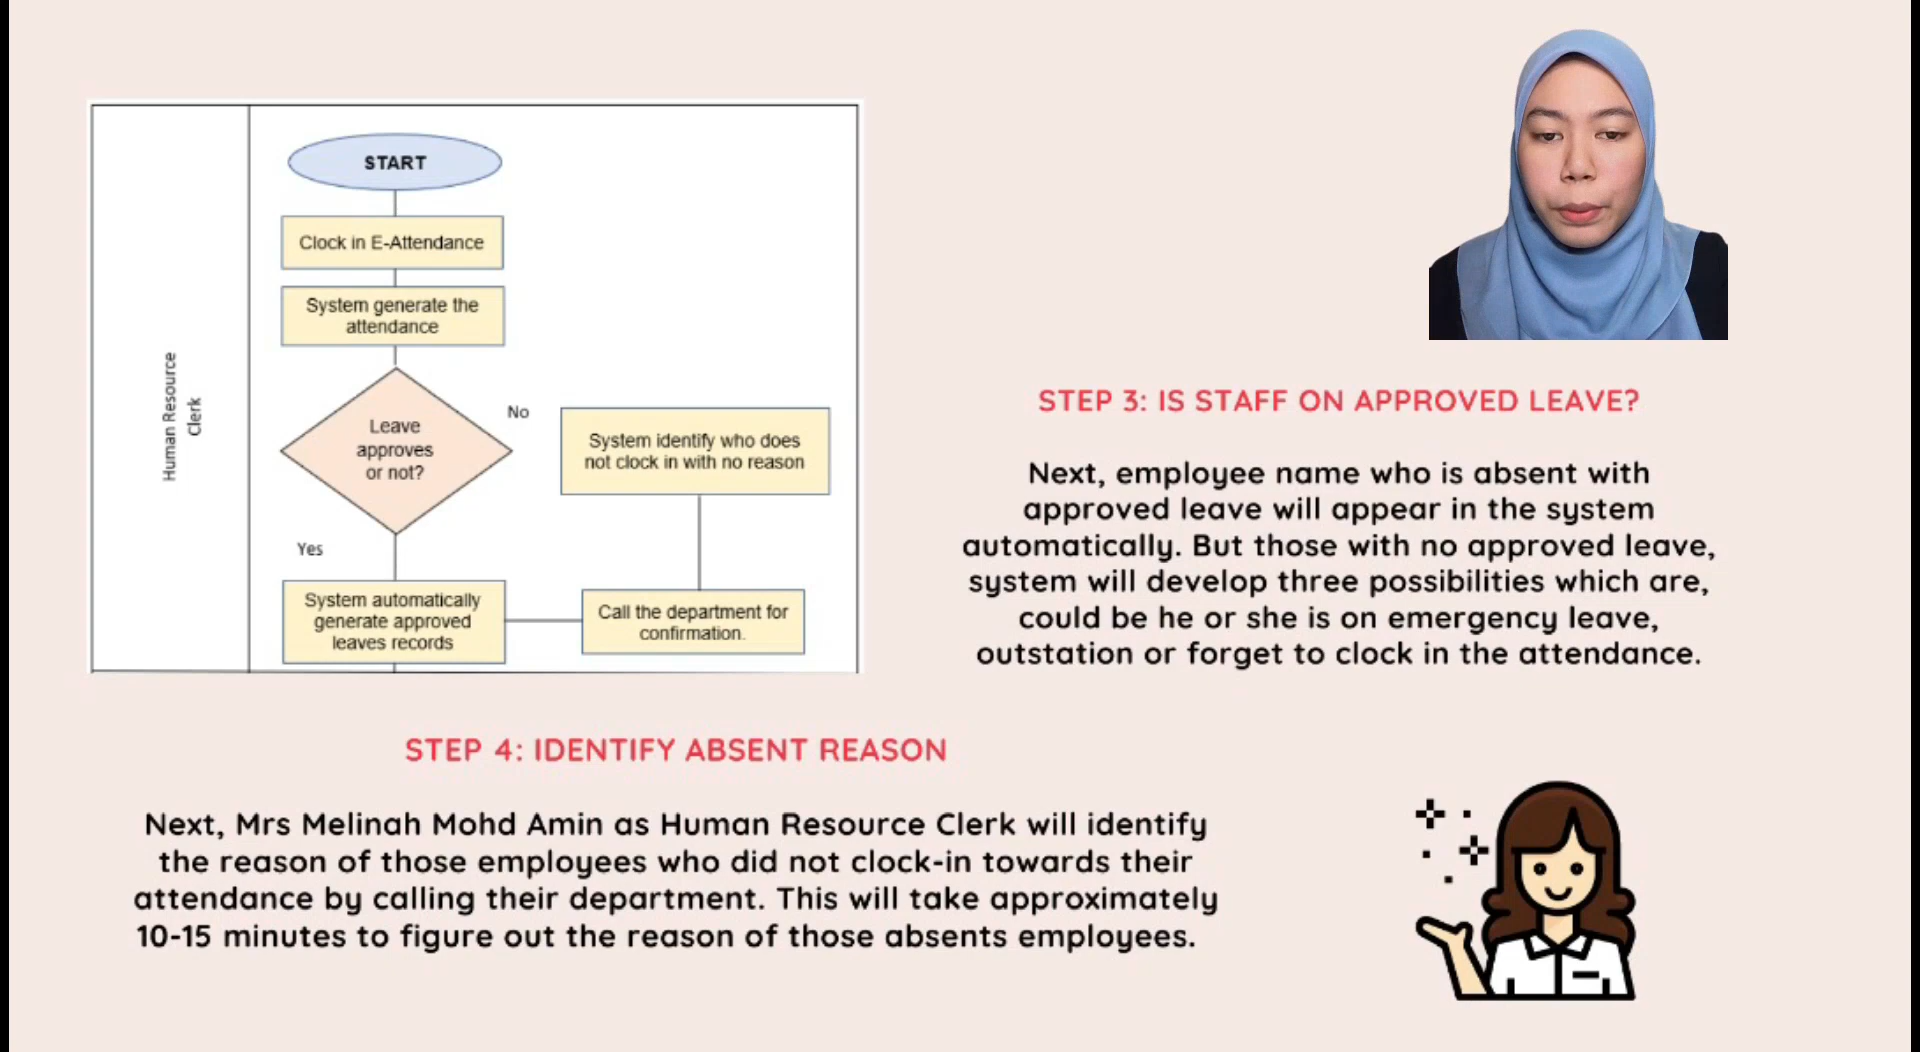 START
Clock in E-Attendance
System generate the
attendance
Human Resource
Clerk
Leave
approves
or not?
No
System identify who does
not clock in with no reason
Yes
System automatically
generate approved
leaves records
Call the department for
confirmation.
STEP 3: IS STAFF ON APPROVED LEAVE?
Next, employee name who is absent with
approved leave will appear in the system
automatically. But those with no approved leave,
system will develop three possibilities which are,
could be he or she is on emergency leave,
outstation or forget to clock in the attendance.
STEP 4: IDENTIFY ABSENT REASON
Next, Mrs Melinah Mohd Amin as Human Resource Clerk will identify
the reason of those employees who did not clock-in towards their
attendance by calling their department. This will take approximately
10-15 minutes to figure out the reason of those absents employees.